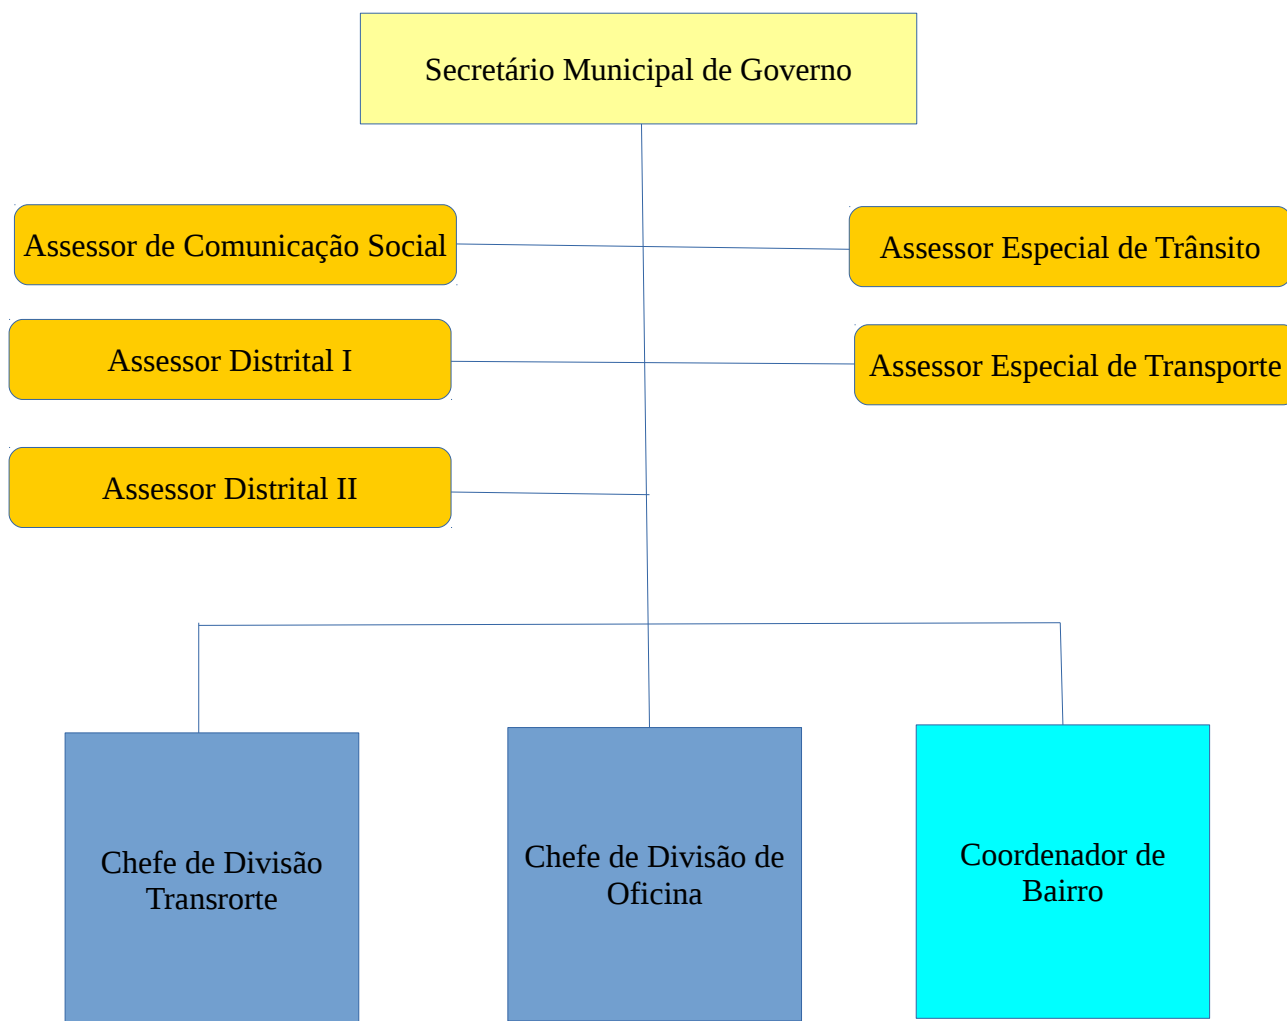 Secretário Municipal de Governo
Assessor de Comunicação Social
Assessor Especial de Trânsito
Assessor Distrital I
Assessor Especial de Transporte
Assessor Distrital II
Chefe de Divisão
Transrorte
Chefe de Divisão de
Oficina
Coordenador de
Bairro